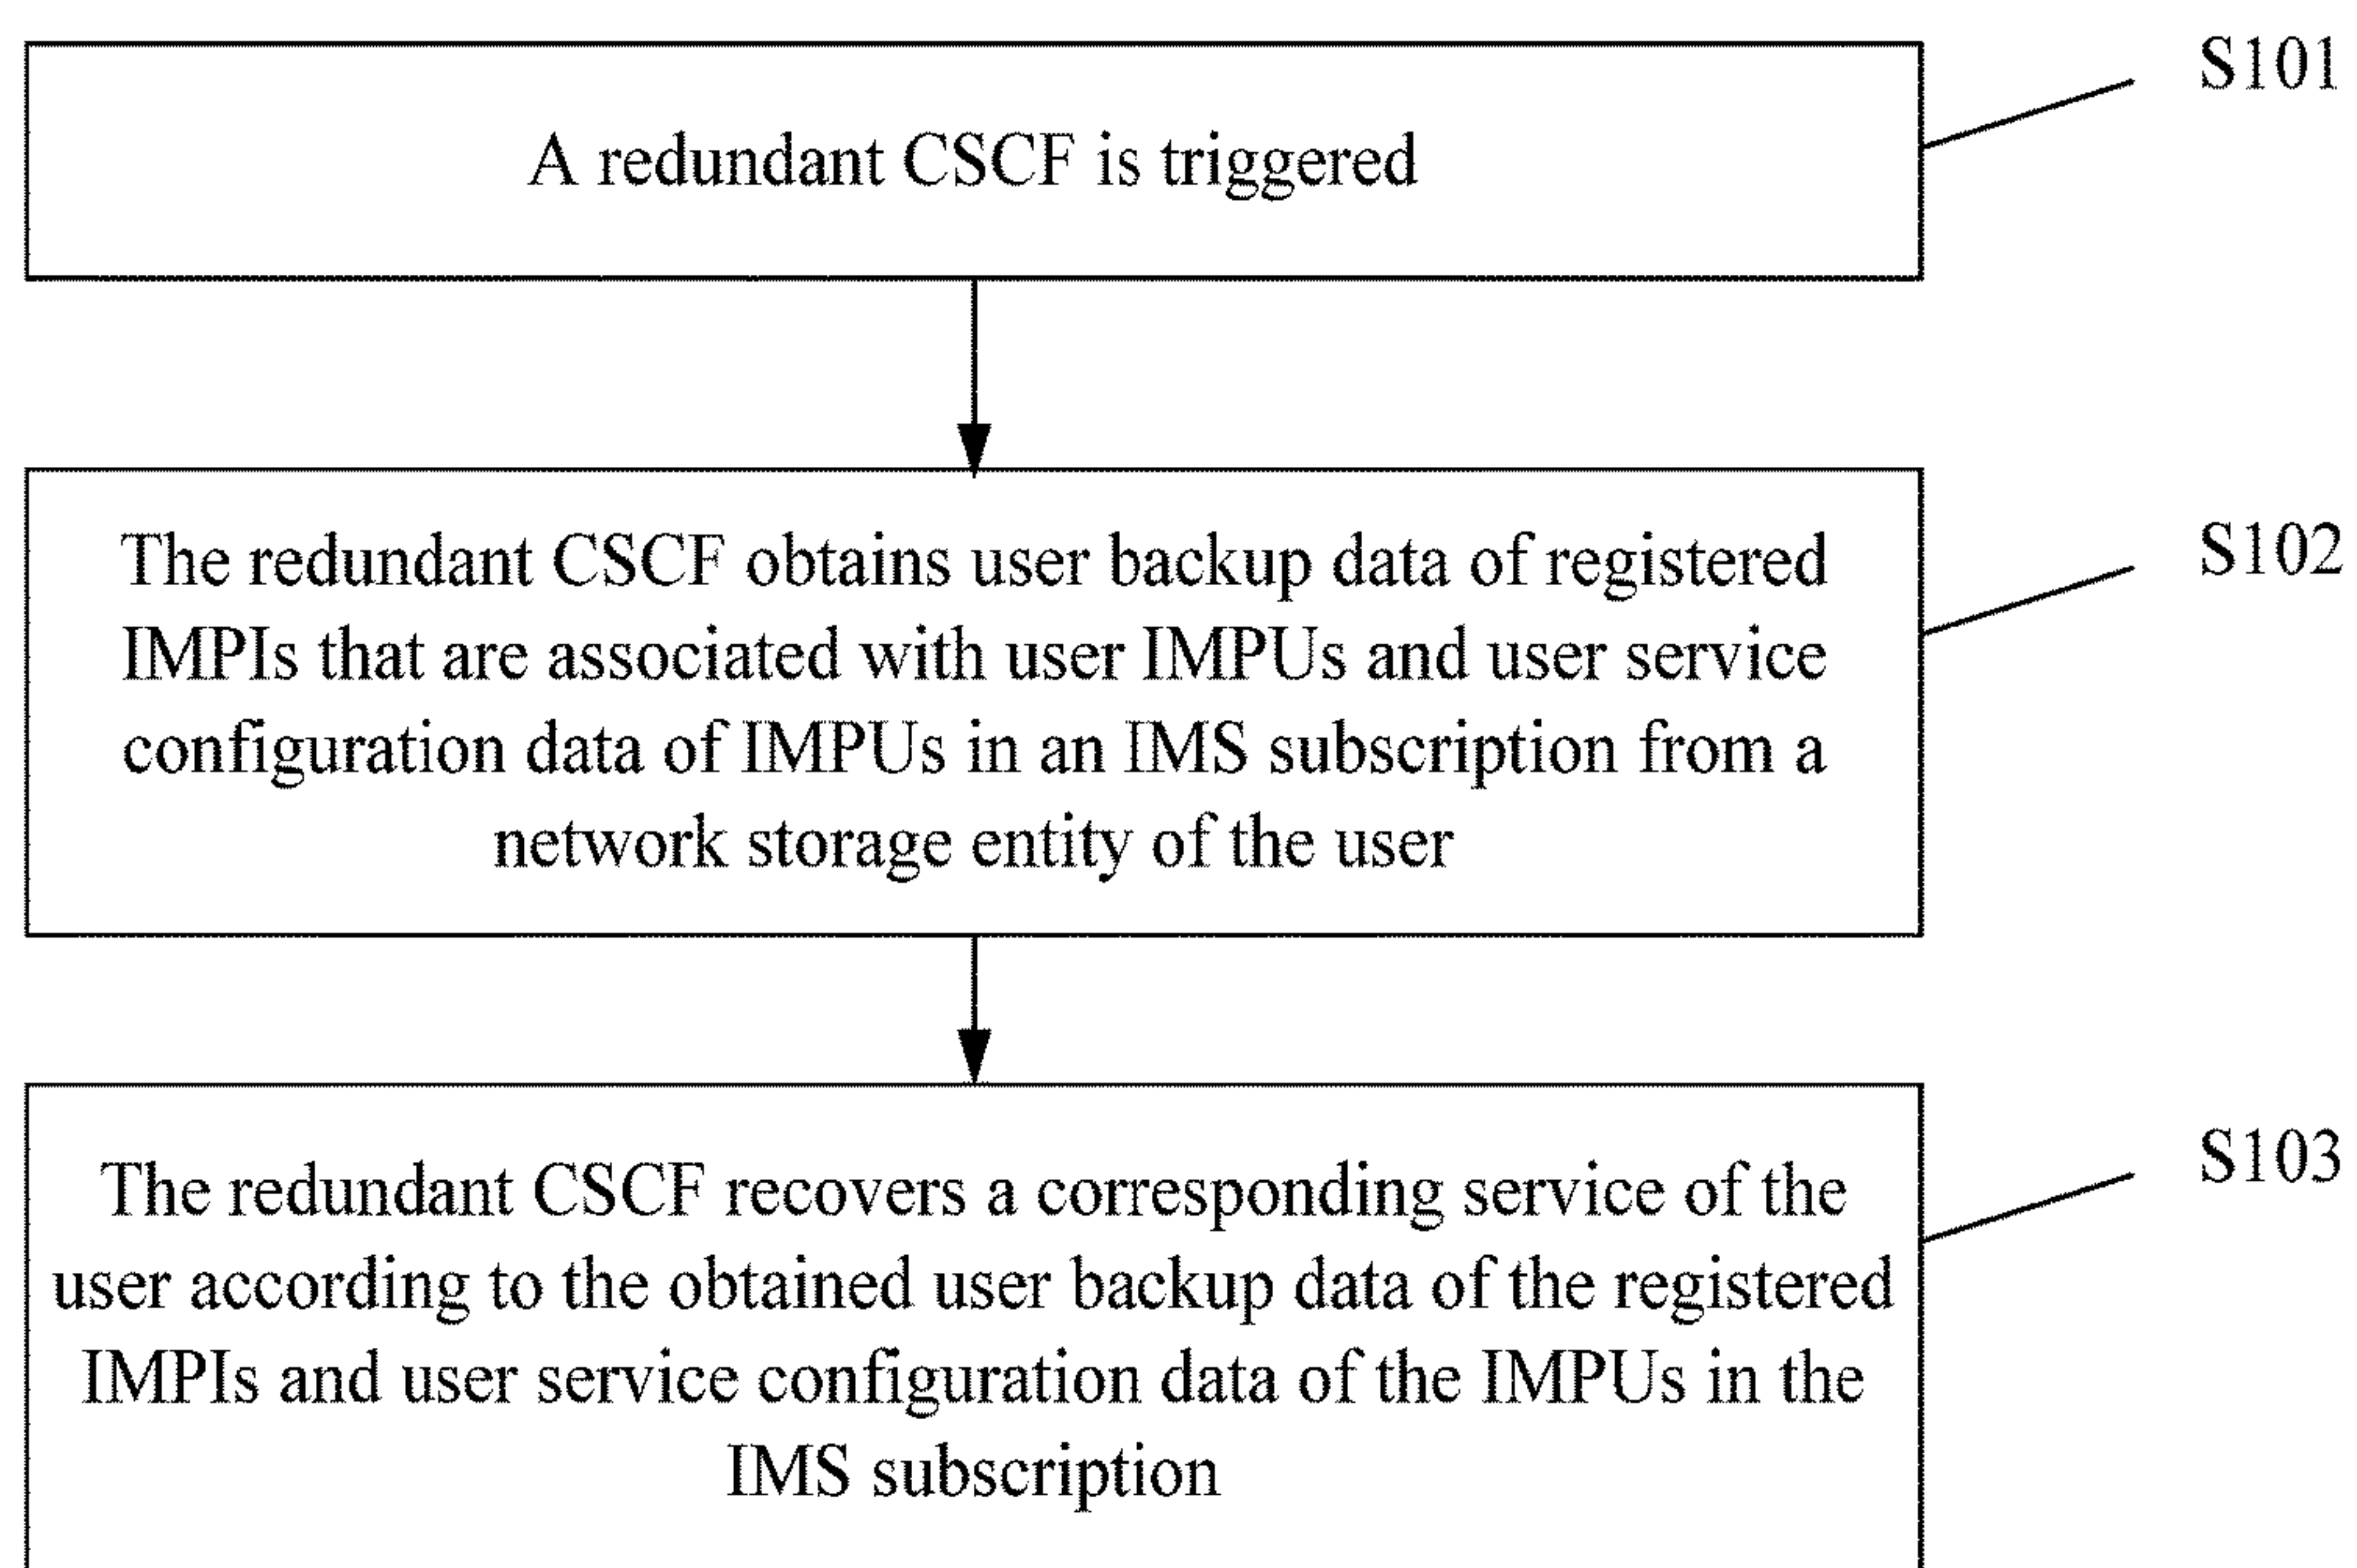 S101
A redundant CSCF is triggered
S102
The redundant CSCF obtains user backup data of registered
IMPIs that are associated with user IMPUs and user service
configuration data of IMPUs in an IMS subscription from a
network storage entity of the user
S103
The redundant CSCF recovers a corresponding service of the
user according to the obtained user backup data of the registered
IMPIs and user service configuration data of the IMPUs in the
IMS subscription